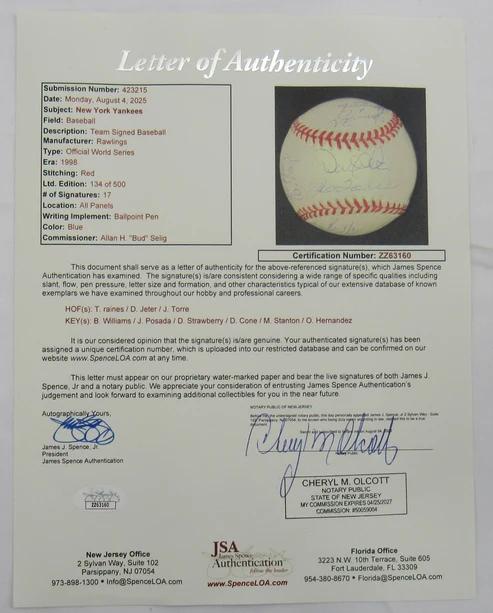 Letter of Authenticity
Submission Number: 423215
Date: Monday, August 4, 2025
Subject: New York Yankees
Field: Baseball
Description: Team Signed Baseball
Manufacturer: Rawlings
Type: Official World Series
Era: 1998
Stitching: Red
Ltd. Edition: 134 of 500
# of Signatures: 17
Location: All Panels
Writing Implement: Ballpoint Pen
Color: Blue
Commissioner: Allan H. "Bud" Selig
Certification Number: ZZ63160
This document shall serve as a letter of authenticity for the above-referenced signature(s), which James Spence
Authentication has examined. The signature(s) is/are consistent considering a wide range of specific qualities including
slant, flow, pen pressure, letter size and formation, and other characteristics typical of our extensive database of known
exemplars we have examined throughout our hobby and professional careers.
HOF(s): T. raines / D. Jeter / J. Torre
KEY(s): B. Williams / J. Posada / D. Strawberry / D. Cone / M. Stanton / O. Hernandez
It is our considered opinion that the signature(s) is/are genuine. Your authenticated signature(s) has been
assigned a unique certification number, which is uploaded into our restricted database and can be confirmed on our
website www.SpenceLOA.com at any time.
This letter must appear on our proprietary water-marked paper and bear the live signatures of both James J.
Spence, Jr and a notary public. We appreciate your consideration of entrusting James Spence Authentication's
judgement and look forward to examining additional collectibles for you in the near future.
Autographically Yours,
James J. Spence, Jr.
President
James Spence Authentication
NOTARY PUBLIC OF NEW JERSEY
Cheryl M Olcott
CHERYL M. OLCOTT
NOTARY PUBLIC
STATE OF NEW JERSEY
MY COMMISSION EXPIRES 04/25/2027
COMMISSION: #50059004
ZZ63160
New Jersey Office
2 Sylvan Way, Suite 102
Parsippany, NJ 07054
973-898-1300 • Info@SpenceLOA.com
JSA
James Spence
Authentication
Follow the leader
www.SpenceLOA.com
Florida Office
3223 N.W. 10th Terrace, Suite 605
Fort Lauderdale, FL 33309
954-380-8670 • Florida@SpenceLOA.com